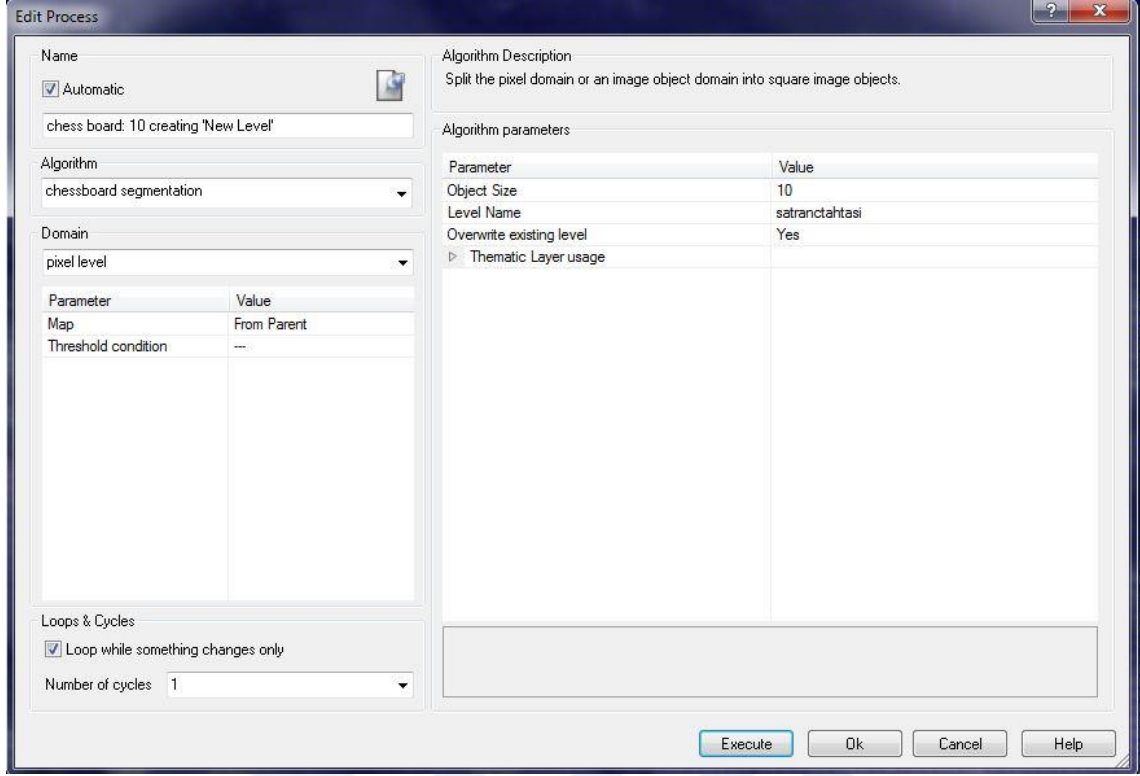 Edit Process
?
X
Name
Automatic
chess board: 10 creating 'New Level'
Algorithm
chessboard segmentation
Domain
pixel level
Parameter Value
Map From Parent
Threshold condition ---
Loops & Cycles
Loop while something changes only
Number of cycles 1
Algorithm Description
Split the pixel domain or an image object domain into square image objects.
Algorithm parameters
Parameter Value
Object Size 10
Level Name satranctahtasi
Overwrite existing level Yes
Thematic Layer usage
Execute Ok Cancel Help